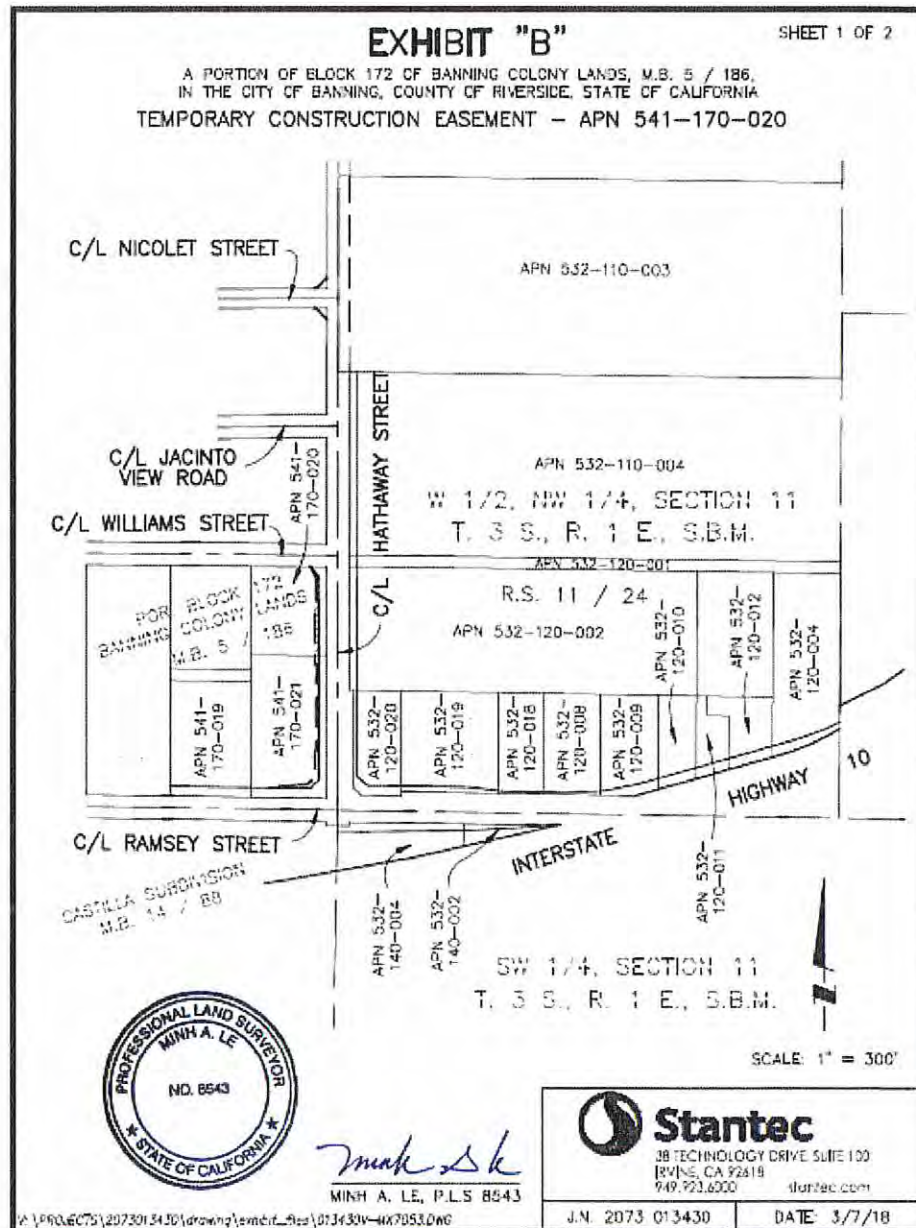 EXHIBIT "B"
SHEET 1 OF 2
A PORTION OF BLOCK 172 OF BANNING COLONY LANDS, M.B. 5 / 186,
IN THE CITY OF BANNING, COUNTY OF RIVERSIDE, STATE OF CALIFORNIA
TEMPORARY CONSTRUCTION EASEMENT – APN 541–170–020
C/L NICOLET STREET
APN 532–110–003
C/L JACINTO
VIEW ROAD
APN 541–
170–020
C/L HATHAWAY STREET
APN 532–110–004
W 1/2, NW 1/4, SECTION 11
T. 3 S., R. 1 E., S.B.M.
C/L WILLIAMS STREET
APN 532–120–001
R.S. 11 / 24
APN 532–120–002
POR. BLOCK 172
BANNING COLONY LANDS
M.B. 5 / 186
APN 532–
120–010
APN 532–
120–012
APN 532–
120–004
APN 541–
170–019
APN 541–
170–021
APN 532–
120–020
APN 532–
120–019
APN 532–
120–018
APN 532–
120–008
APN 532–
120–009
INTERSTATE HIGHWAY 10
C/L RAMSEY STREET
APN 532–
120–011
CASTILLA SUBDIVISION
M.B. 14 / 88
APN 532–
140–004
APN 532–
140–002
SW 1/4, SECTION 11
T. 3 S., R. 1 E., S.B.M.
SCALE: 1" = 300'
PROFESSIONAL LAND SURVEYOR
MINH A. LE
NO. 8543
STATE OF CALIFORNIA
MINH A. LE, P.L.S 8543
Stantec
38 TECHNOLOGY DRIVE SUITE 100
IRVINE, CA 92618
949.923.6000 stantec.com
J.N. 2073 013430
DATE: 3/7/18